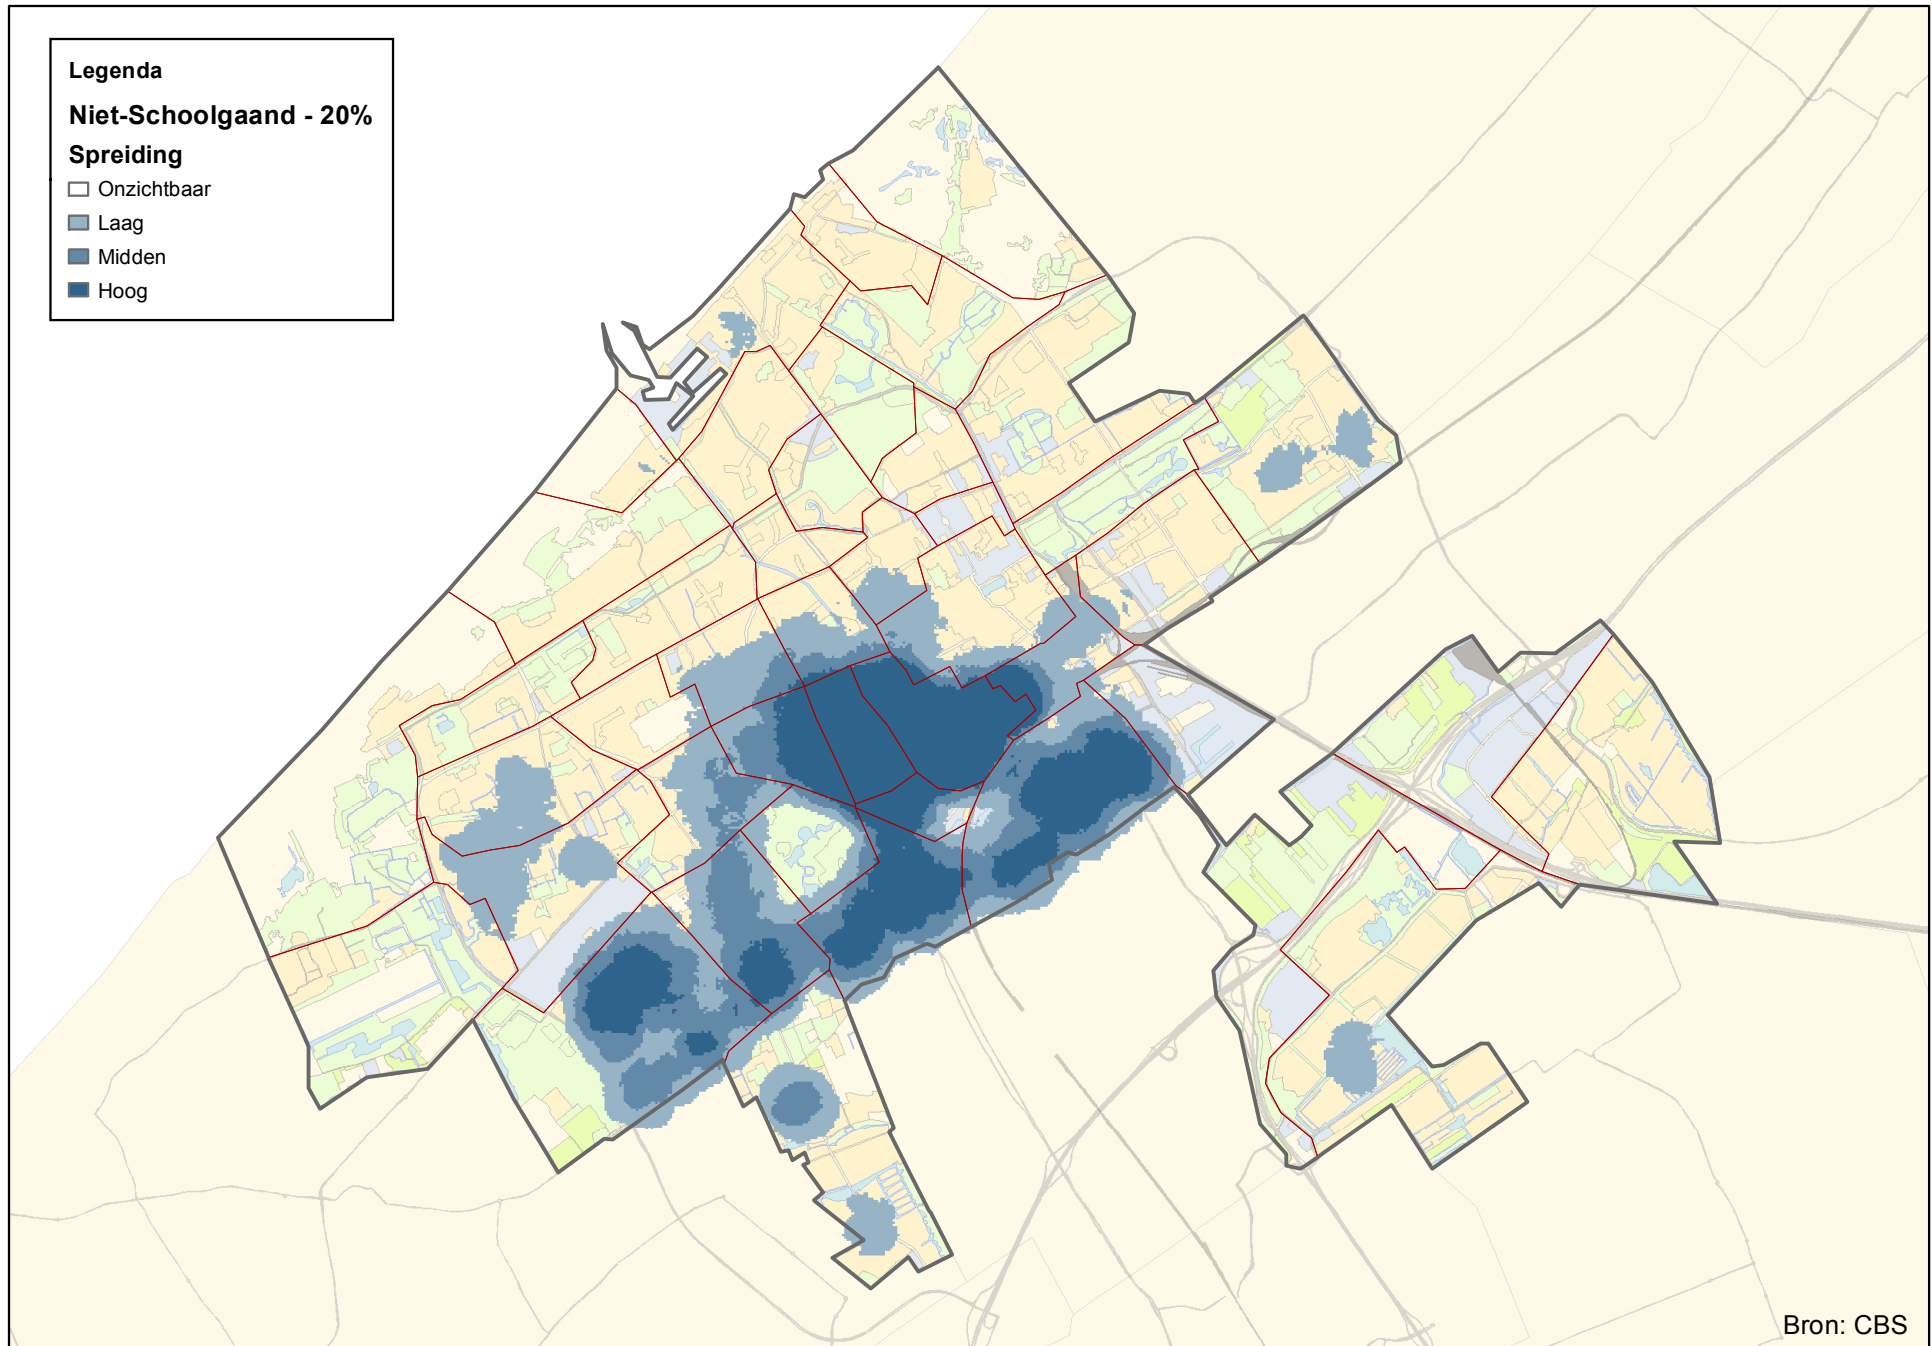 Legenda
Niet-Schoolgaand - 20%
Spreiding
Onzichtbaar
Laag
Midden
Hoog
Bron: CBS